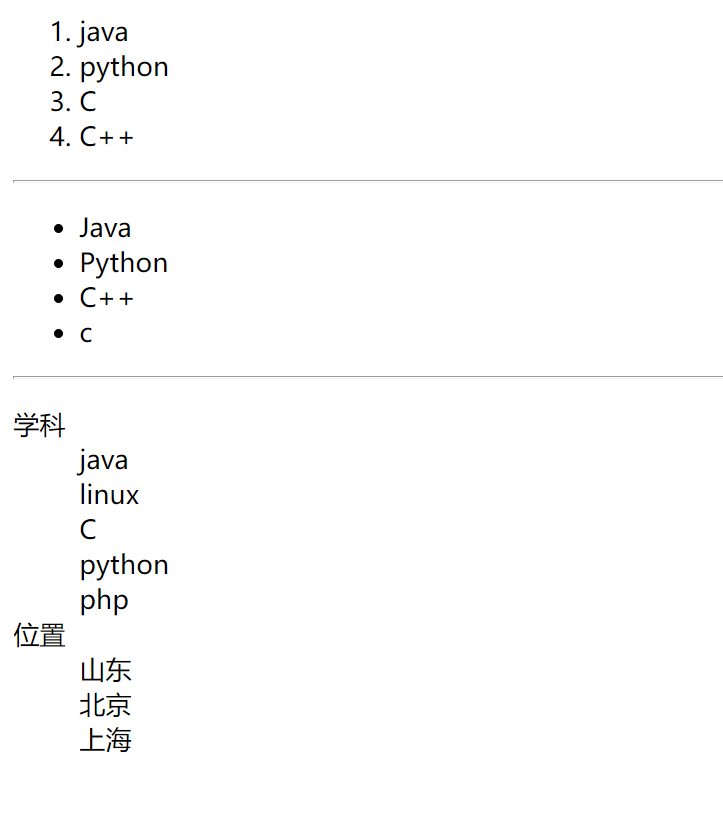 1. java
2. python
3. C
4. C++
• Java
• Python
• C++
• c
学科
java
linux
C
python
php
位置
山东
北京
上海